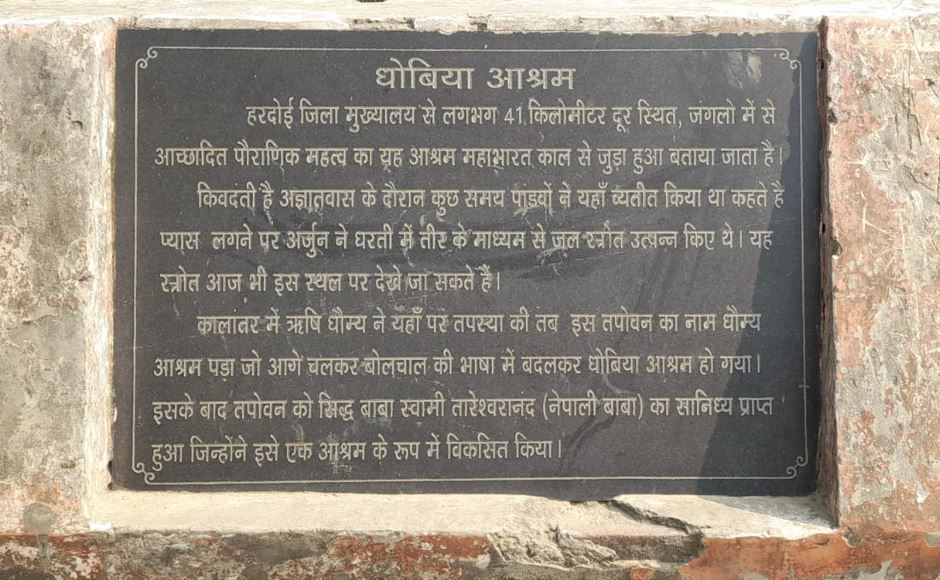 धोबिया आश्रम
हरदोई जिला मुख्यालय से लगभग 41 किलोमीटर दूर स्थित, जंगलो में से
आच्छादित पौराणिक महत्व का यह आश्रम महाभारत काल से जुड़ा हुआ बताया जाता है।
किवदंती है अज्ञातवास के दौरान कुछ समय पांडवों ने यहाँ व्यतीत किया था कहते है
प्यास लगने पर अर्जुन ने धरती में तीर के माध्यम से जल स्त्रोत उत्पन्न किए थे। यह
स्त्रोत आज भी इस स्थल पर देखे जा सकते हैं।
कालांतर में ऋषि धौम्य ने यहाँ पर तपस्या की तब इस तपोवन का नाम धौम्य
आश्रम पड़ा जो आगे चलकर बोलचाल की भाषा में बदलकर धोबिया आश्रम हो गया।
इसके बाद तपोवन को सिद्ध बाबा स्वामी तारेश्वरानंद (नेपाली बाबा) का सानिध्य प्राप्त
हुआ जिन्होंने इसे एक आश्रम के रूप में विकसित किया।